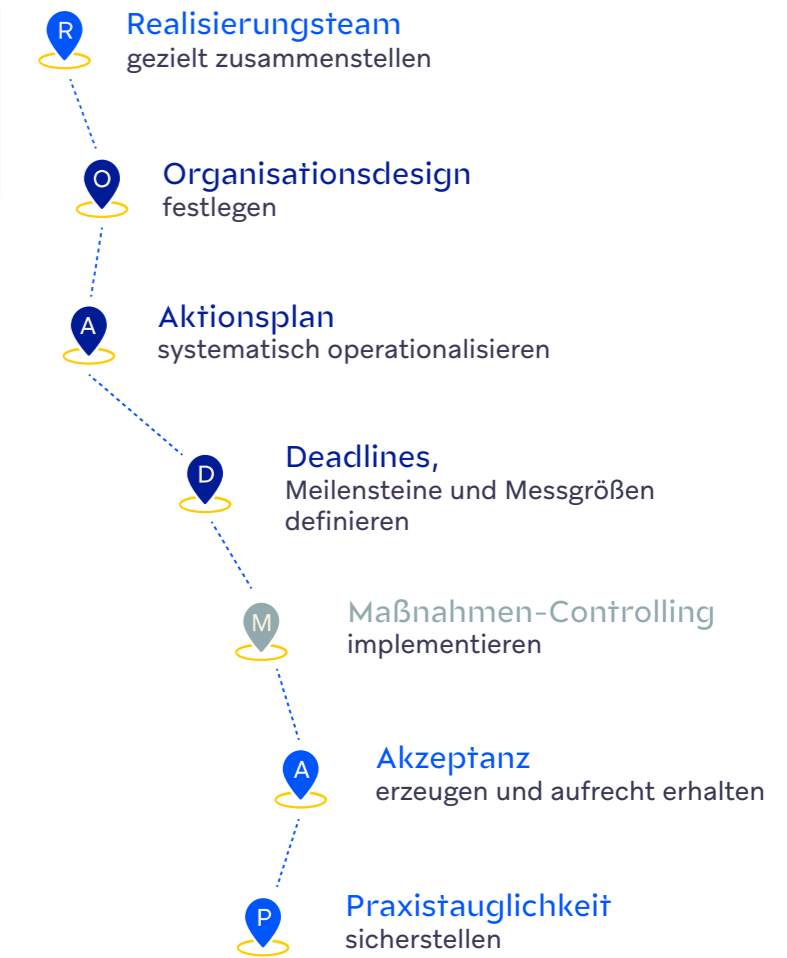 R
Realisierungsteam
gezielt zusammenstellen
O
Organisationsdesign
festlegen
A
Aktionsplan
systematisch operationalisieren
D
Deadlines,
Meilensteine und Messgrößen
definieren
M
Maßnahmen-Controlling
implementieren
A
Akzeptanz
erzeugen und aufrecht erhalten
P
Praxistauglichkeit
sicherstellen